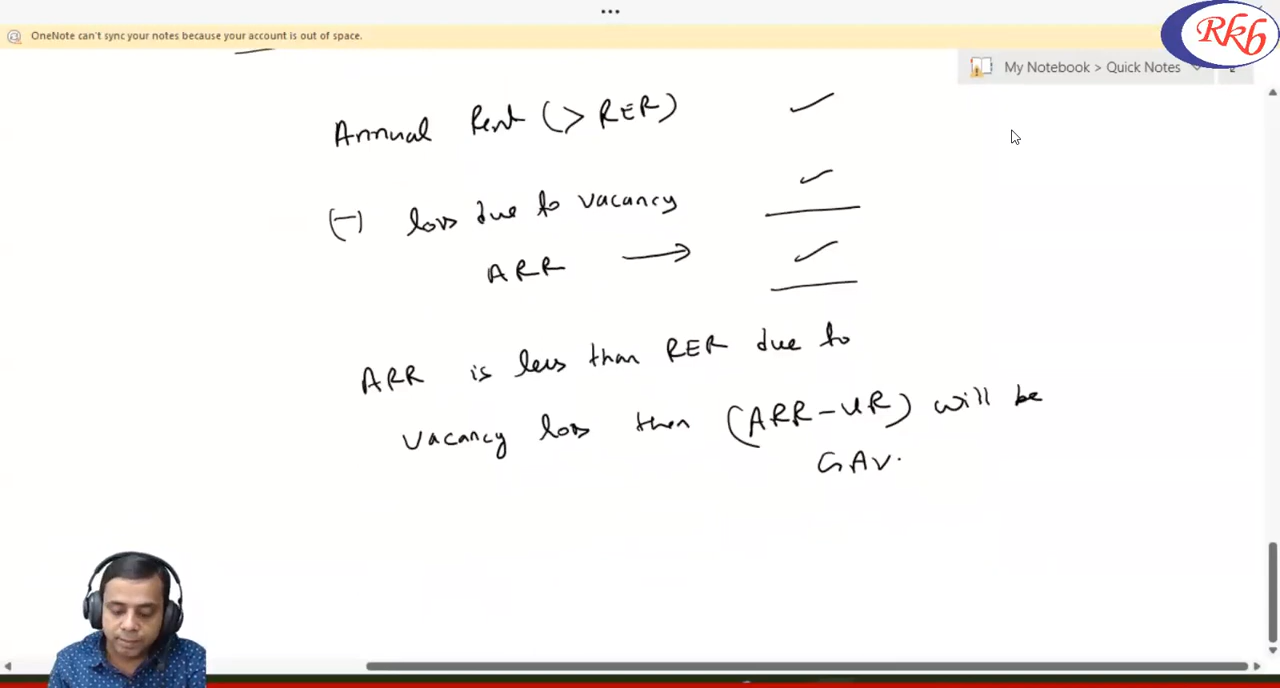 OneNote can't sync your notes because your account is out of space.
RKb
My Notebook > Quick Notes
Annual Rent (> RER) ✓
(-) loss due to vacancy ✓
ARR → ✓
ARR is less than RER due to
vacancy loss then (ARR-UR) will be
GAV.